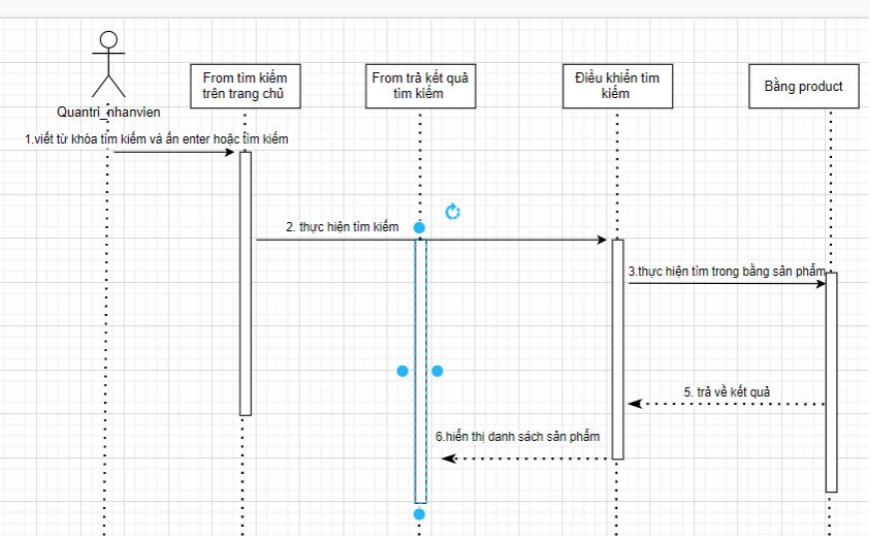 From tìm kiếm
trên trang chủ
From trả kết quả
tìm kiếm
Điều khiển tìm
kiếm
Bảng product
Quantri_nhanvien
1.viết từ khóa tìm kiếm và ấn enter hoặc tìm kiếm
2. thực hiện tìm kiếm
3.thực hiện tìm trong bảng sản phẩm
5. trả về kết quả
6.hiển thị danh sách sản phẩm